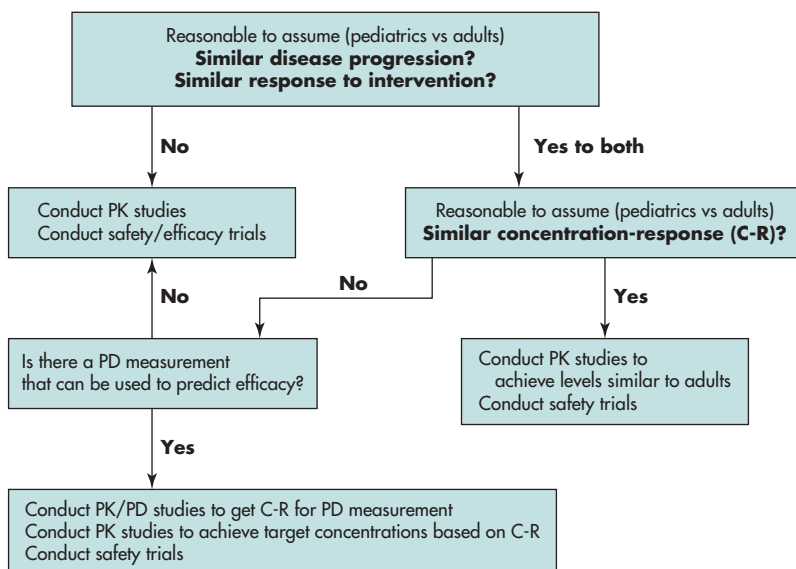 Reasonable to assume (pediatrics vs adults)
Similar disease progression?
Similar response to intervention?
No
Yes to both
Conduct PK studies
Conduct safety/efficacy trials
Reasonable to assume (pediatrics vs adults)
Similar concentration-response (C-R)?
No
No
Yes
Is there a PD measurement
that can be used to predict efficacy?
Conduct PK studies to
achieve levels similar to adults
Conduct safety trials
Yes
Conduct PK/PD studies to get C-R for PD measurement
Conduct PK studies to achieve target concentrations based on C-R
Conduct safety trials